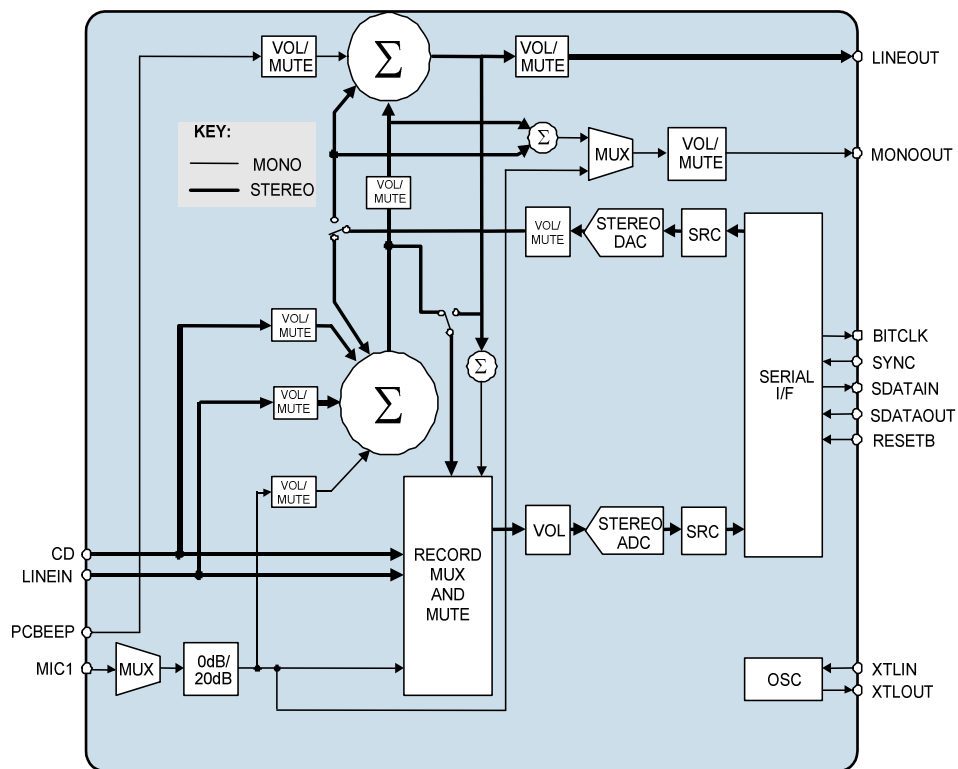 VOL/
MUTE
Σ
VOL/
MUTE
LINEOUT
KEY:
MONO
STEREO
Σ
MUX
VOL/
MUTE
MONOOUT
VOL/
MUTE
VOL/
MUTE
STEREO
DAC
SRC
VOL/
MUTE
BITCLK
SYNC
SDATAIN
SDATAOUT
RESETB
SERIAL
I/F
Σ
Σ
VOL/
MUTE
VOL/
MUTE
CD
LINEIN
PCBEEP
MIC1
MUX
0dB/
20dB
RECORD
MUX
AND
MUTE
VOL
STEREO
ADC
SRC
OSC
XTLIN
XTLOUT